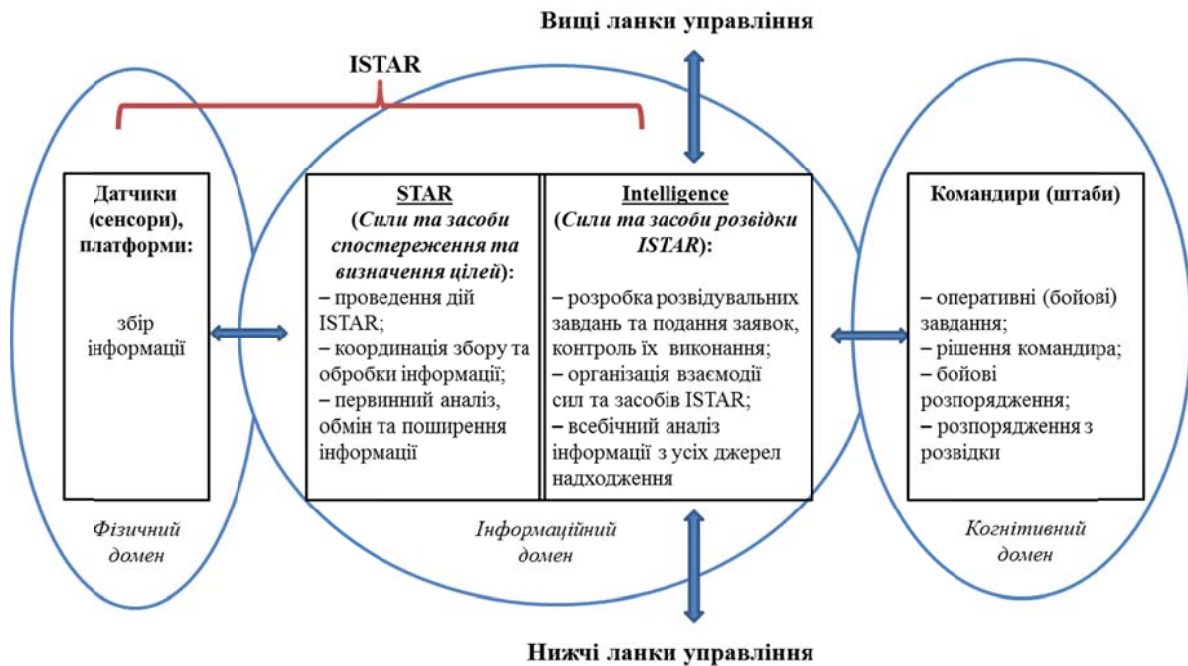 Вищі ланки управління
ISTAR
Датчики
(сенсори),
платформи:
збір
інформації
Фізичний
домен
STAR
(Сили та засоби
спостереження та
визначення цілей):
– проведення дій
ISTAR;
– координація збору та
обробки інформації;
– первинний аналіз,
обмін та поширення
інформації
Intelligence
(Сили та засоби розвідки
ISTAR):
– розробка розвідувальних
завдань та подання заявок,
контроль їх виконання;
– організація взаємодії
сил та засобів ISTAR;
– всебічний аналіз
інформації з усіх джерел
надходження
Інформаційний
домен
Командири (штаби)
– оперативні (бойові)
завдання;
– рішення командира;
– бойові
розпорядження;
– розпорядження з
розвідки
Когнітивний
домен
Нижчі ланки управління